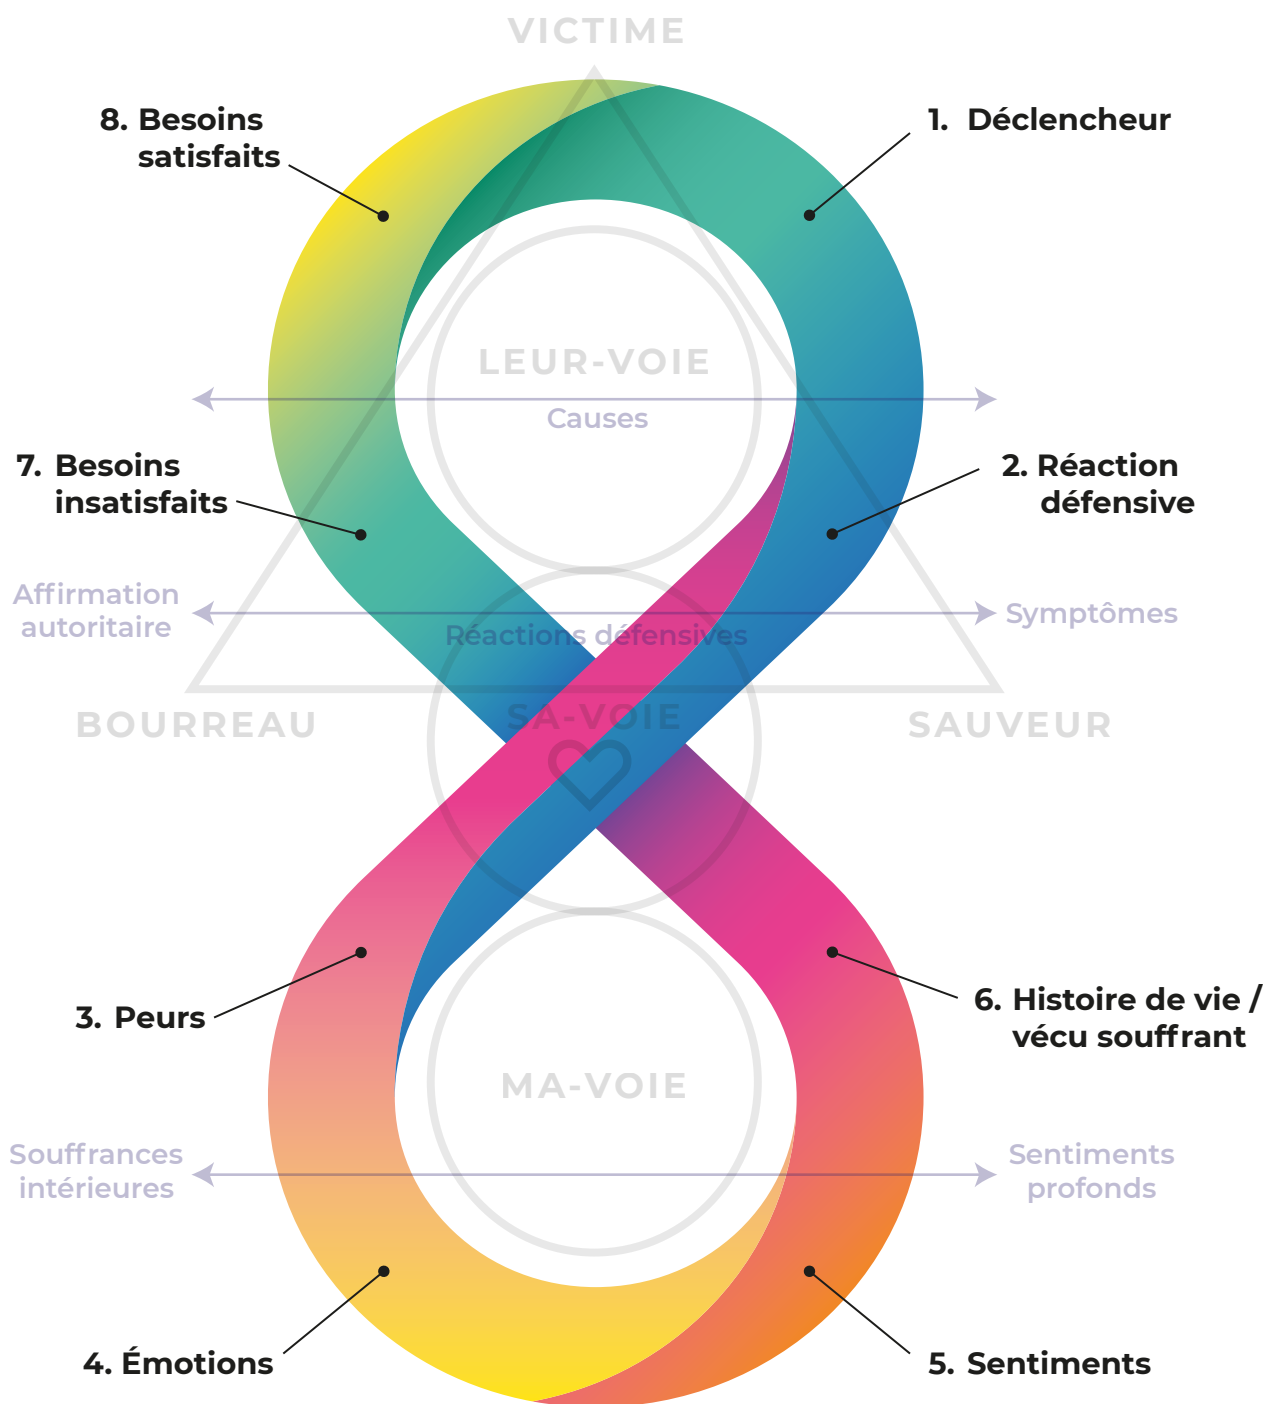 VICTIME
8. Besoins
satisfaits
1. Déclencheur
LEUR-VOIE
Causes
7. Besoins
insatisfaits
2. Réaction
défensive
Affirmation
autoritaire
Réactions défensives
Symptômes
BOURREAU
SA-VOIE
SAUVEUR
3. Peurs
6. Histoire de vie /
vécu souffrant
MA-VOIE
Souffrances
intérieures
Sentiments
profonds
4. Émotions
5. Sentiments